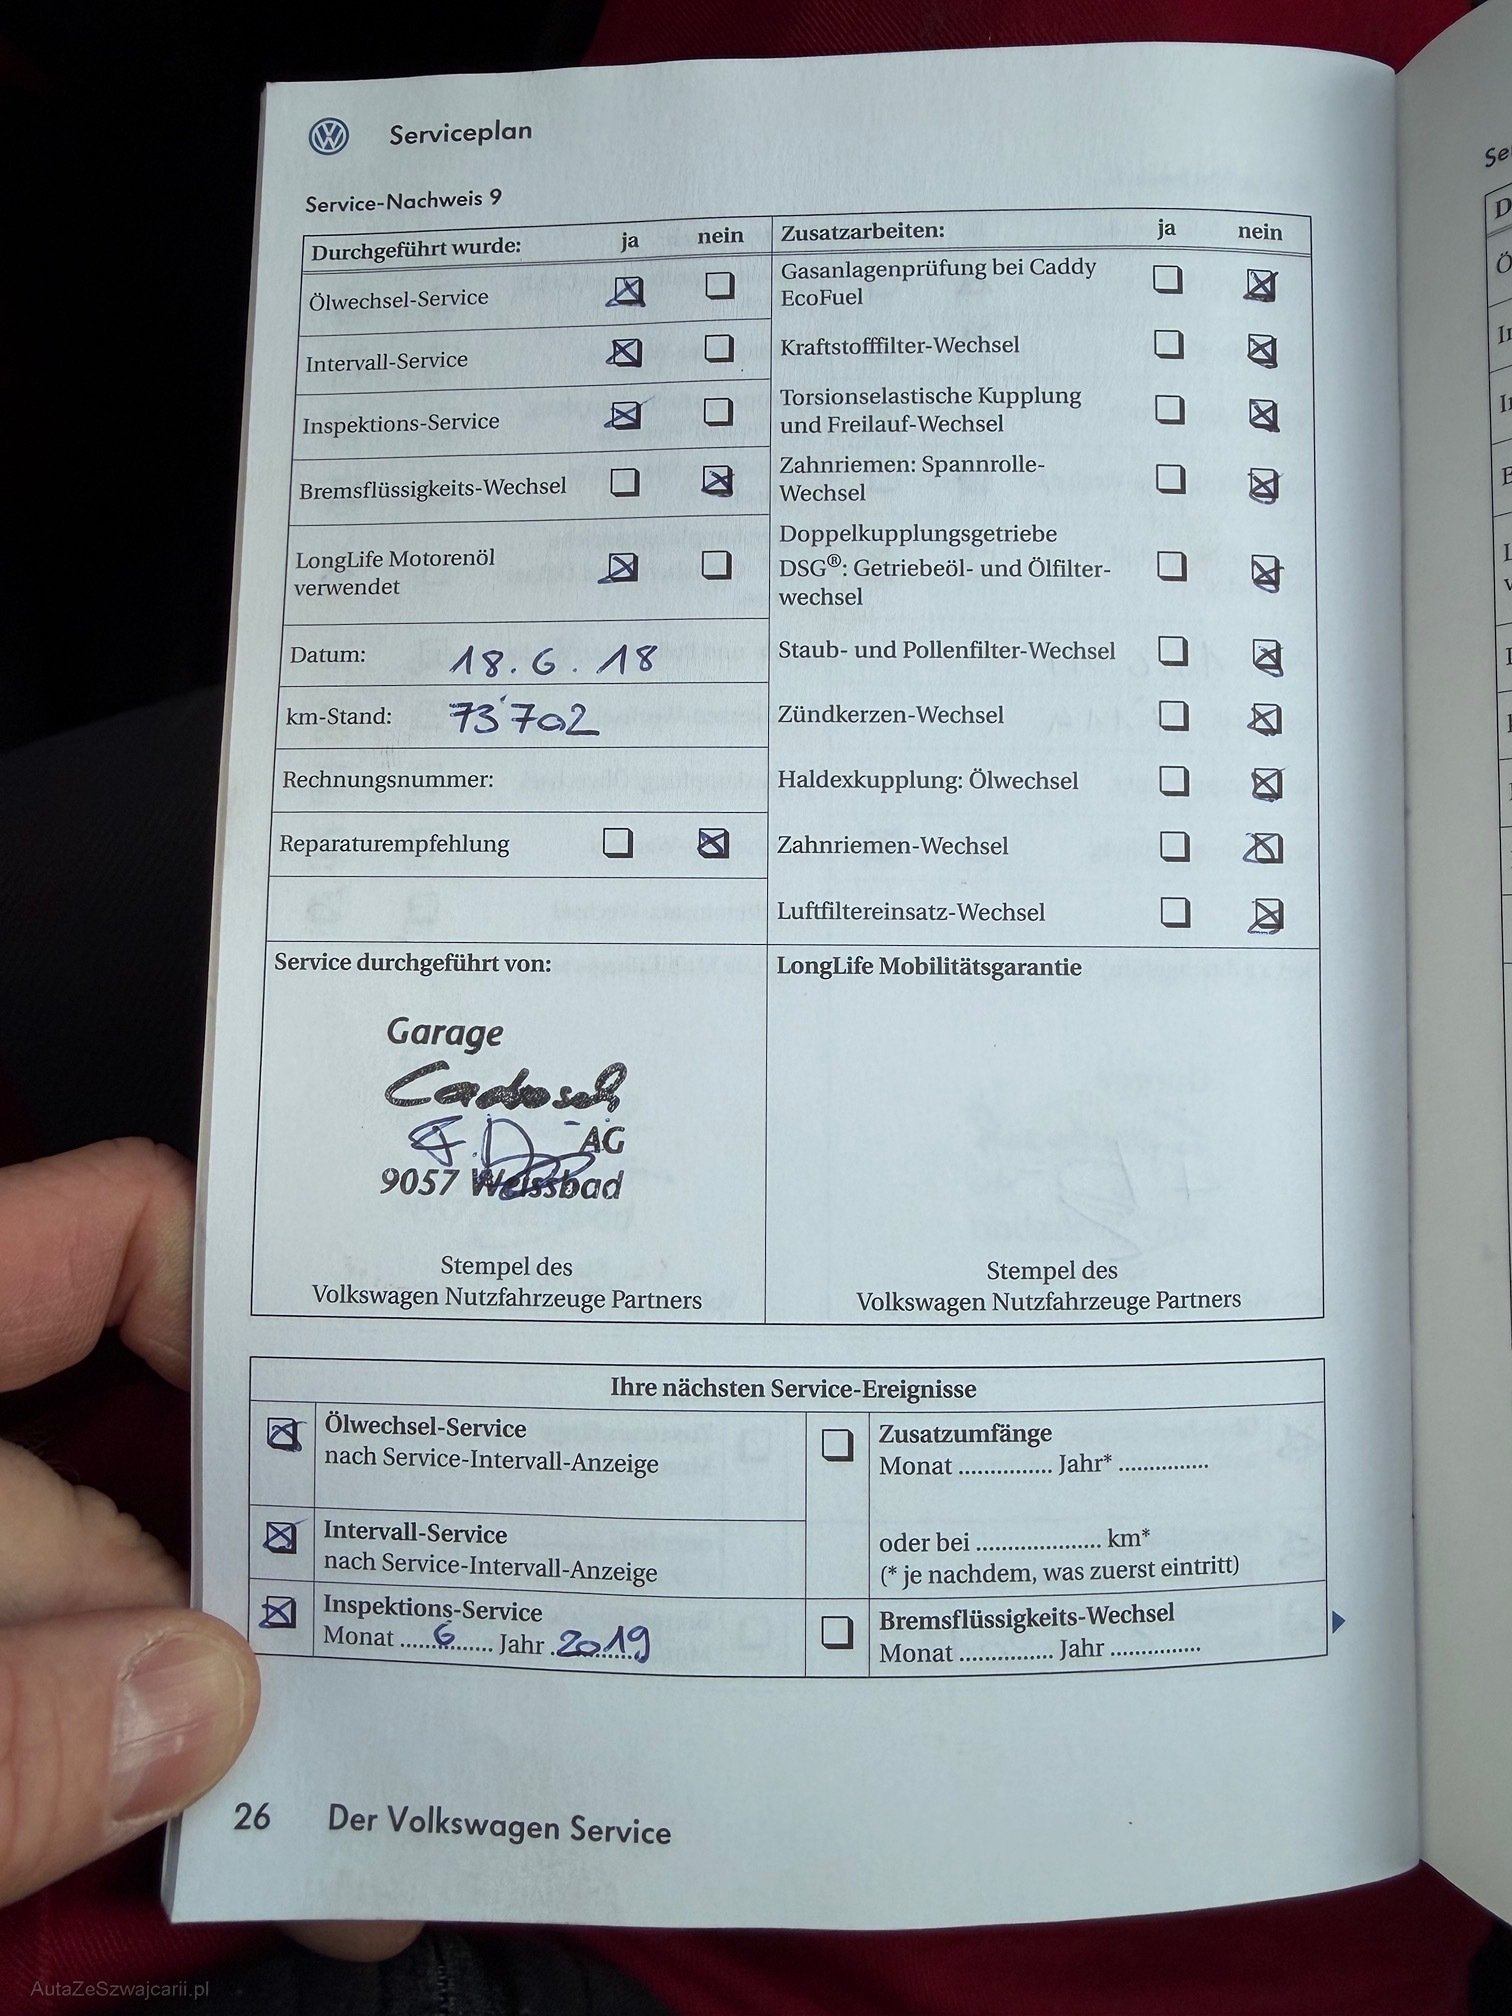 Serviceplan
Service-Nachweis 9
Durchgeführt wurde: ja nein
Ölwechsel-Service
Intervall-Service
Inspektions-Service
Bremsflüssigkeits-Wechsel
LongLife Motorenöl
verwendet
Datum: 18.6.18
km-Stand: 73'702
Rechnungsnummer:
Reparaturempfehlung
Zusatzarbeiten: ja nein
Gasanlagenprüfung bei Caddy
EcoFuel
Kraftstofffilter-Wechsel
Torsionselastische Kupplung
und Freilauf-Wechsel
Zahnriemen: Spannrolle-
Wechsel
Doppelkupplungsgetriebe
DSG®: Getriebeöl- und Ölfilter-
wechsel
Staub- und Pollenfilter-Wechsel
Zündkerzen-Wechsel
Haldexkupplung: Ölwechsel
Zahnriemen-Wechsel
Luftfiltereinsatz-Wechsel
Service durchgeführt von:
Garage
AG
9057 Weissbad
Stempel des
Volkswagen Nutzfahrzeuge Partners
LongLife Mobilitätsgarantie
Stempel des
Volkswagen Nutzfahrzeuge Partners
Ihre nächsten Service-Ereignisse
Ölwechsel-Service
nach Service-Intervall-Anzeige
Intervall-Service
nach Service-Intervall-Anzeige
Inspektions-Service
Monat ......6........ Jahr .2019
Zusatzumfänge
Monat ............... Jahr* ...............
oder bei .................... km*
(* je nachdem, was zuerst eintritt)
Bremsflüssigkeits-Wechsel
Monat ............... Jahr ...............
26 Der Volkswagen Service
AutaZeSzwajcarii.pl